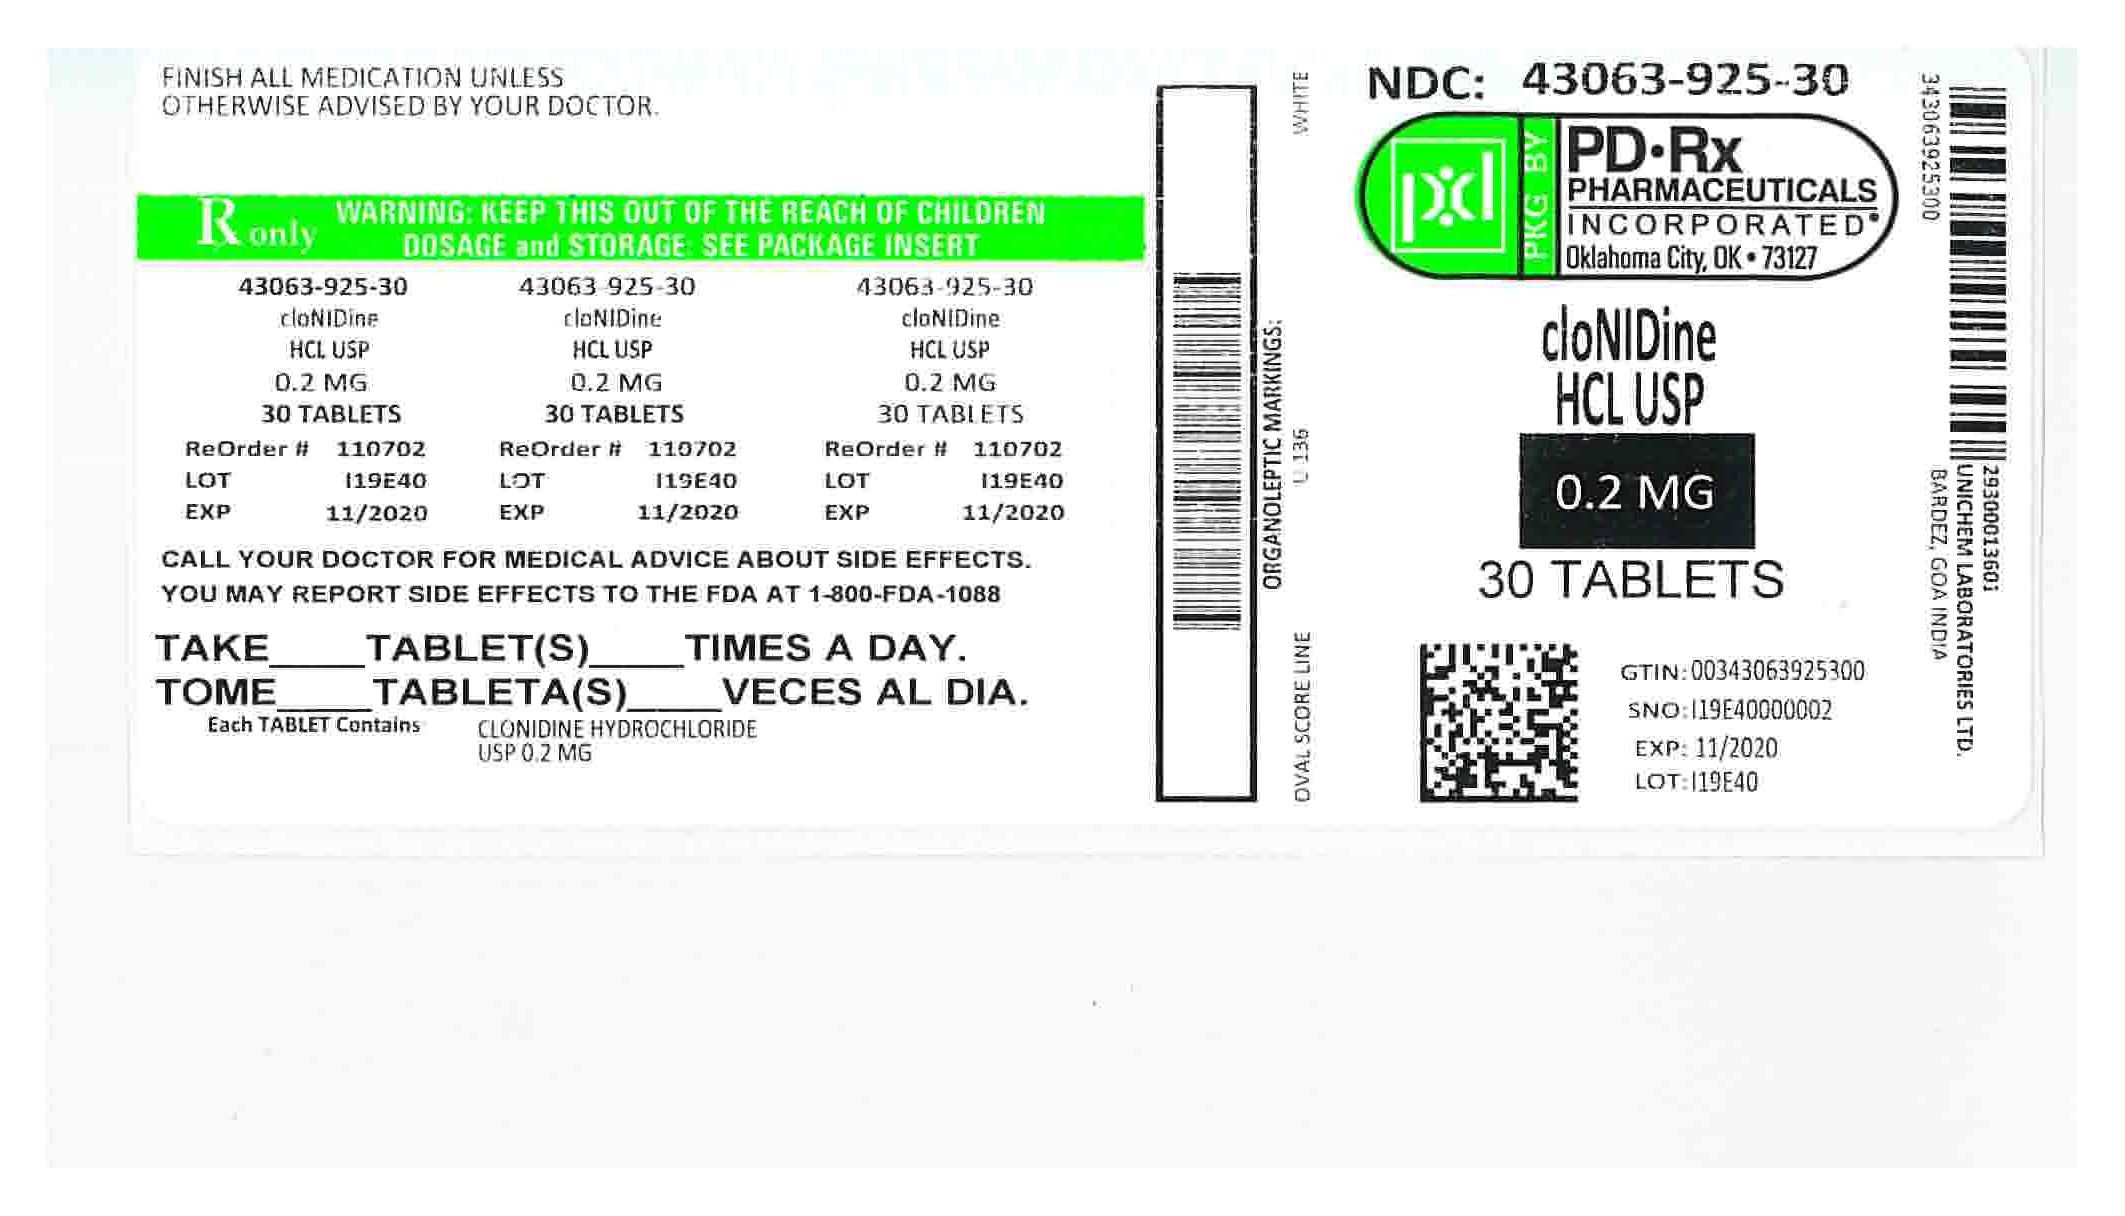 FINISH ALL MEDICATION UNLESS
OTHERWISE ADVISED BY YOUR DOCTOR.
R only
WARNING: KEEP THIS OUT OF THE REACH OF CHILDREN
DOSAGE and STORAGE: SEE PACKAGE INSERT
43063-925-30 43063-925-30 43063-925-30
cloNIDine cloNIDine cloNIDine
HCL USP HCL USP HCL USP
0.2 MG 0.2 MG 0.2 MG
30 TABLETS 30 TABLETS 30 TABLETS
ReOrder # 110702 ReOrder # 110702 ReOrder # 110702
LOT I19E40 LOT I19E40 LOT I19E40
EXP 11/2020 EXP 11/2020 EXP 11/2020
CALL YOUR DOCTOR FOR MEDICAL ADVICE ABOUT SIDE EFFECTS.
YOU MAY REPORT SIDE EFFECTS TO THE FDA AT 1-800-FDA-1088
TAKE____TABLET(S)____TIMES A DAY.
TOME____TABLETA(S)____VECES AL DIA.
Each TABLET Contains CLONIDINE HYDROCHLORIDE
USP 0.2 MG
ORGANOLEPTIC MARKINGS:
OVAL SCORE LINE U 136 WHITE
NDC: 43063-925-30
pd
PKG BY
PD·Rx
PHARMACEUTICALS
INCORPORATED®
Oklahoma City, OK • 73127
cloNIDine
HCL USP
0.2 MG
30 TABLETS
GTIN:00343063925300
SNO:I19E40000002
EXP: 11/2020
LOT:I19E40
343063925300
29300013601
UNICHEM LABORATORIES LTD.
BARDEZ, GOA INDIA